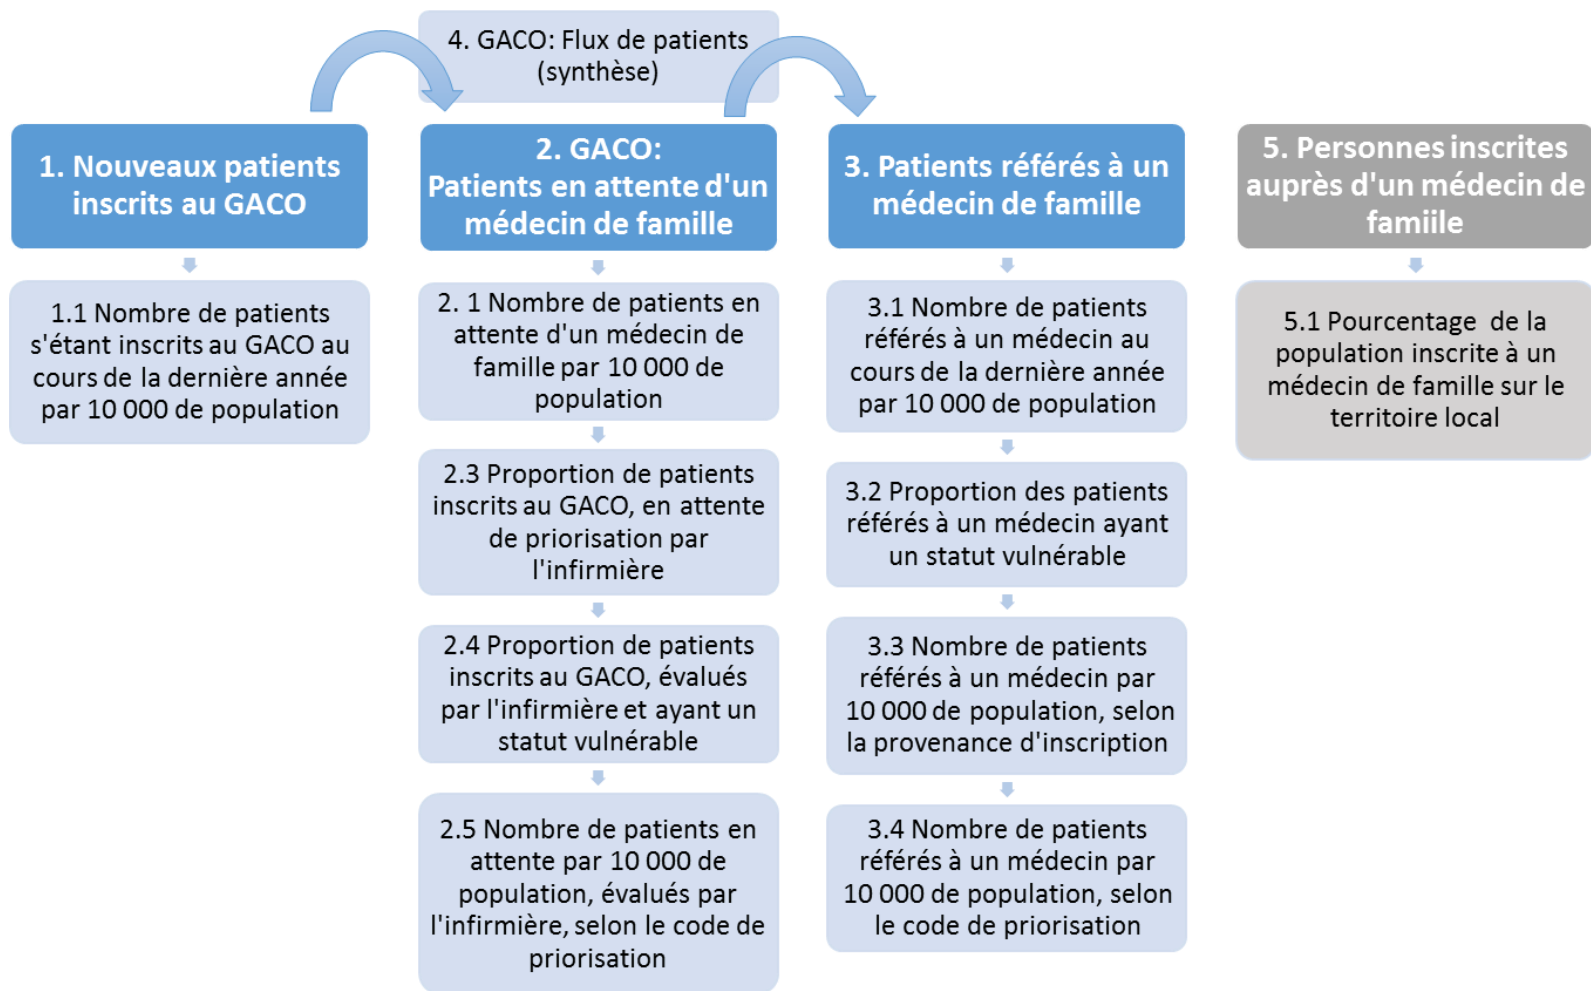 4. GACO: Flux de patients
(synthèse)
1. Nouveaux patients
inscrits au GACO
1.1 Nombre de patients
s'étant inscrits au GACO au
cours de la dernière année
par 10 000 de population
2. GACO:
Patients en attente d'un
médecin de famille
2. 1 Nombre de patients en
attente d'un médecin de
famille par 10 000 de
population
2.3 Proportion de patients
inscrits au GACO, en attente
de priorisation par
l'infirmière
2.4 Proportion de patients
inscrits au GACO, évalués
par l'infirmière et ayant un
statut vulnérable
2.5 Nombre de patients en
attente par 10 000 de
population, évalués par
l'infirmière, selon le code de
priorisation
3. Patients référés à un
médecin de famille
3.1 Nombre de patients
référés à un médecin au
cours de la dernière année
par 10 000 de population
3.2 Proportion des patients
référés à un médecin ayant
un statut vulnérable
3.3 Nombre de patients
référés à un médecin par
10 000 de population, selon
la provenance d'inscription
3.4 Nombre de patients
référés à un médecin par
10 000 de population, selon
le code de priorisation
5. Personnes inscrites
auprès d'un médecin de
famiille
5.1 Pourcentage de la
population inscrite à un
médecin de famille sur le
territoire local